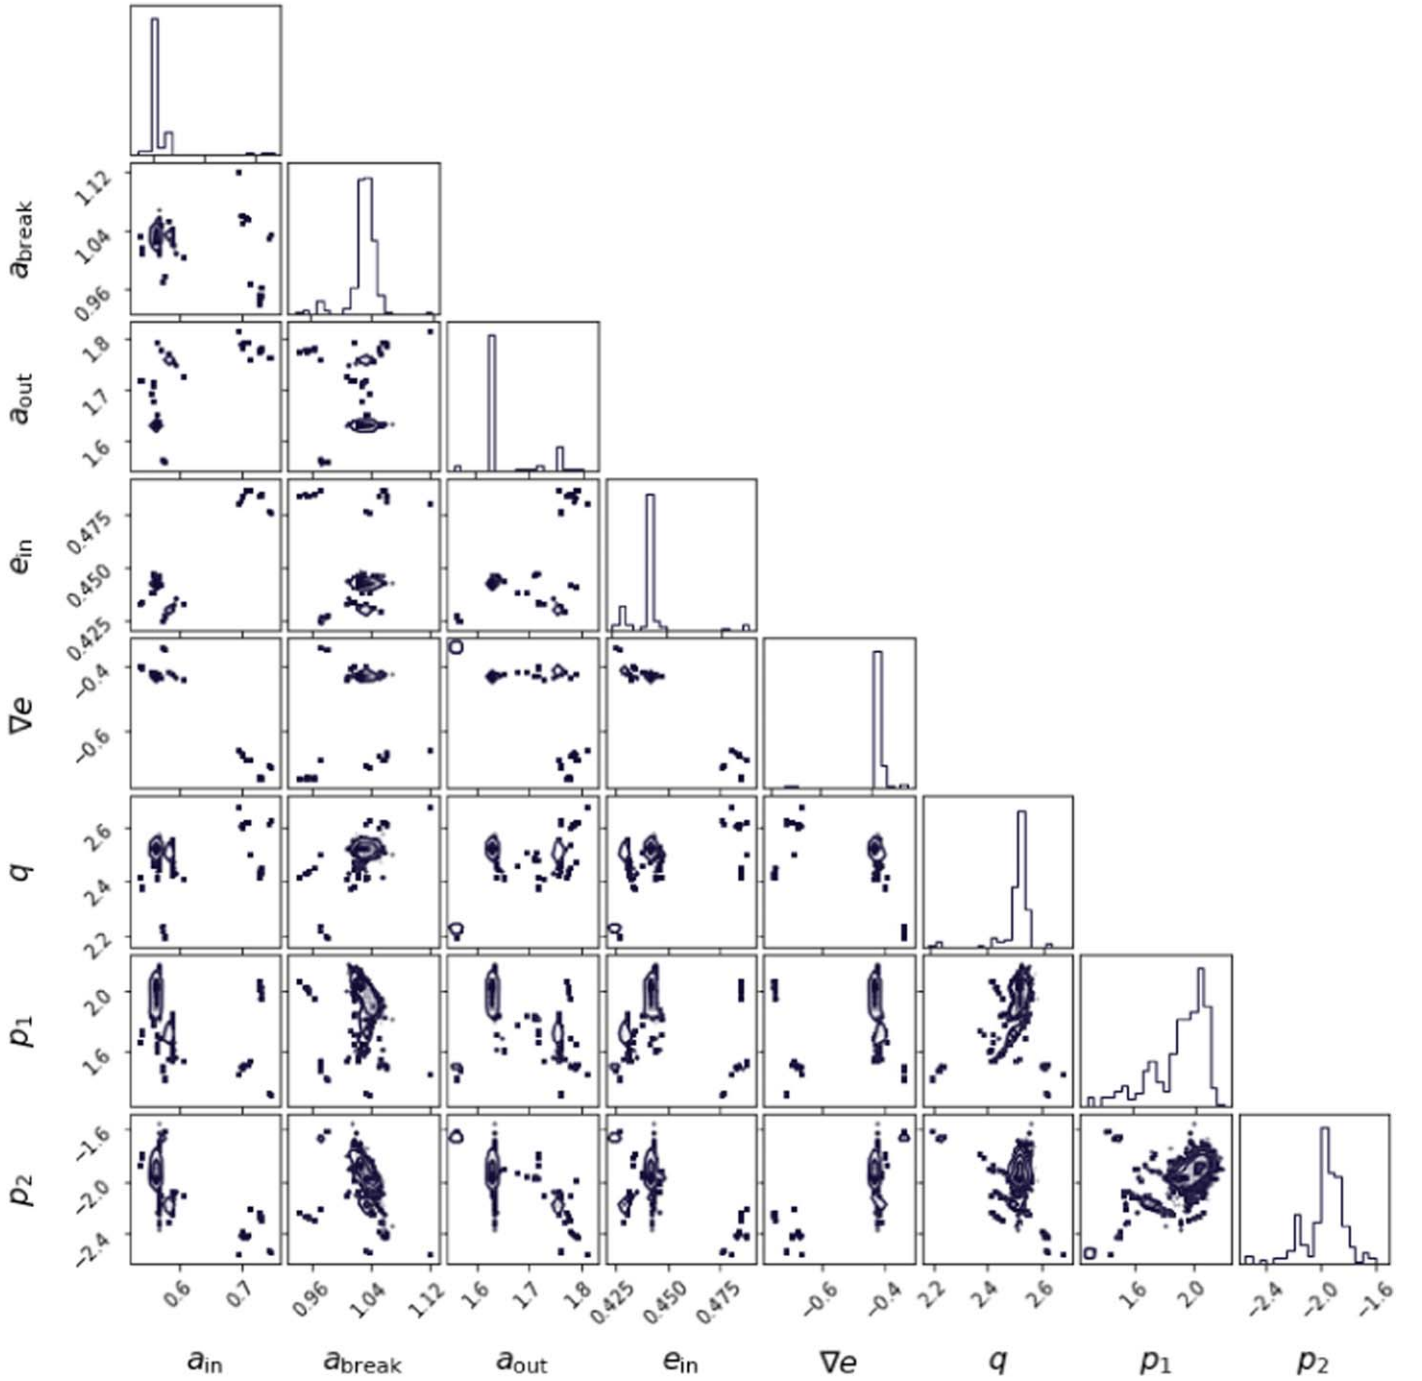 a_break
1.12
1.04
0.96
a_out
1.8
1.7
1.6
e_in
0.475
0.450
0.425
∇e
−0.4
−0.6
q
2.6
2.4
2.2
p_1
2.0
1.6
p_2
−1.6
−2.0
−2.4
0.6 0.7 0.96 1.04 1.12 1.6 1.7 1.8 0.425 0.450 0.475 −0.6 −0.4 2.2 2.4 2.6 1.6 2.0 −2.4 −2.0 −1.6
a_in a_break a_out e_in ∇e q p_1 p_2